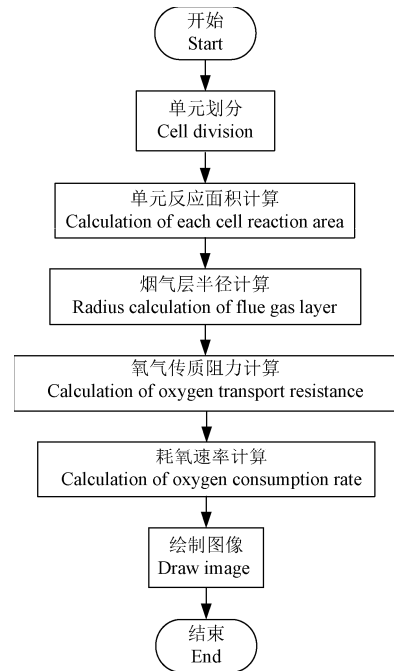 开始
Start
单元划分
Cell division
单元反应面积计算
Calculation of each cell reaction area
烟气层半径计算
Radius calculation of flue gas layer
氧气传质阻力计算
Calculation of oxygen transport resistance
耗氧速率计算
Calculation of oxygen consumption rate
绘制图像
Draw image
结束
End